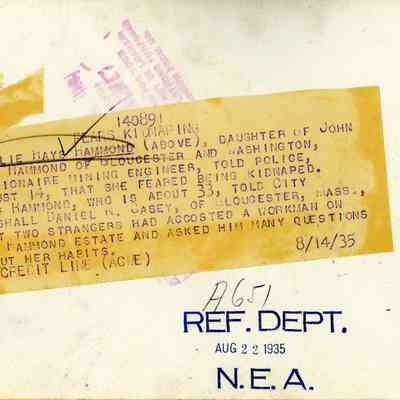 140891
FEARS KIDNAPING
LIE HAYS HAMMOND (ABOVE), DAUGHTER OF JOHN
HAMMOND OF GLOUCESTER AND WASHINGTON,
IONAIRE MINING ENGINEER, TOLD POLICE,
UST 14, THAT SHE FEARED BEING KIDNAPED.
HAMMOND, WHO IS ABOUT 35, TOLD CITY
SHALL DANIEL N. CASEY, OF GLOUCESTER, MASS.,
T TWO STRANGERS HAD ACCOSTED A WORKMAN ON
HAMMOND ESTATE AND ASKED HIM MANY QUESTIONS
UT HER HABITS.
CREDIT LINE (ACME) 8/14/35
A651
REF. DEPT.
AUG 22 1935
N.E.A.